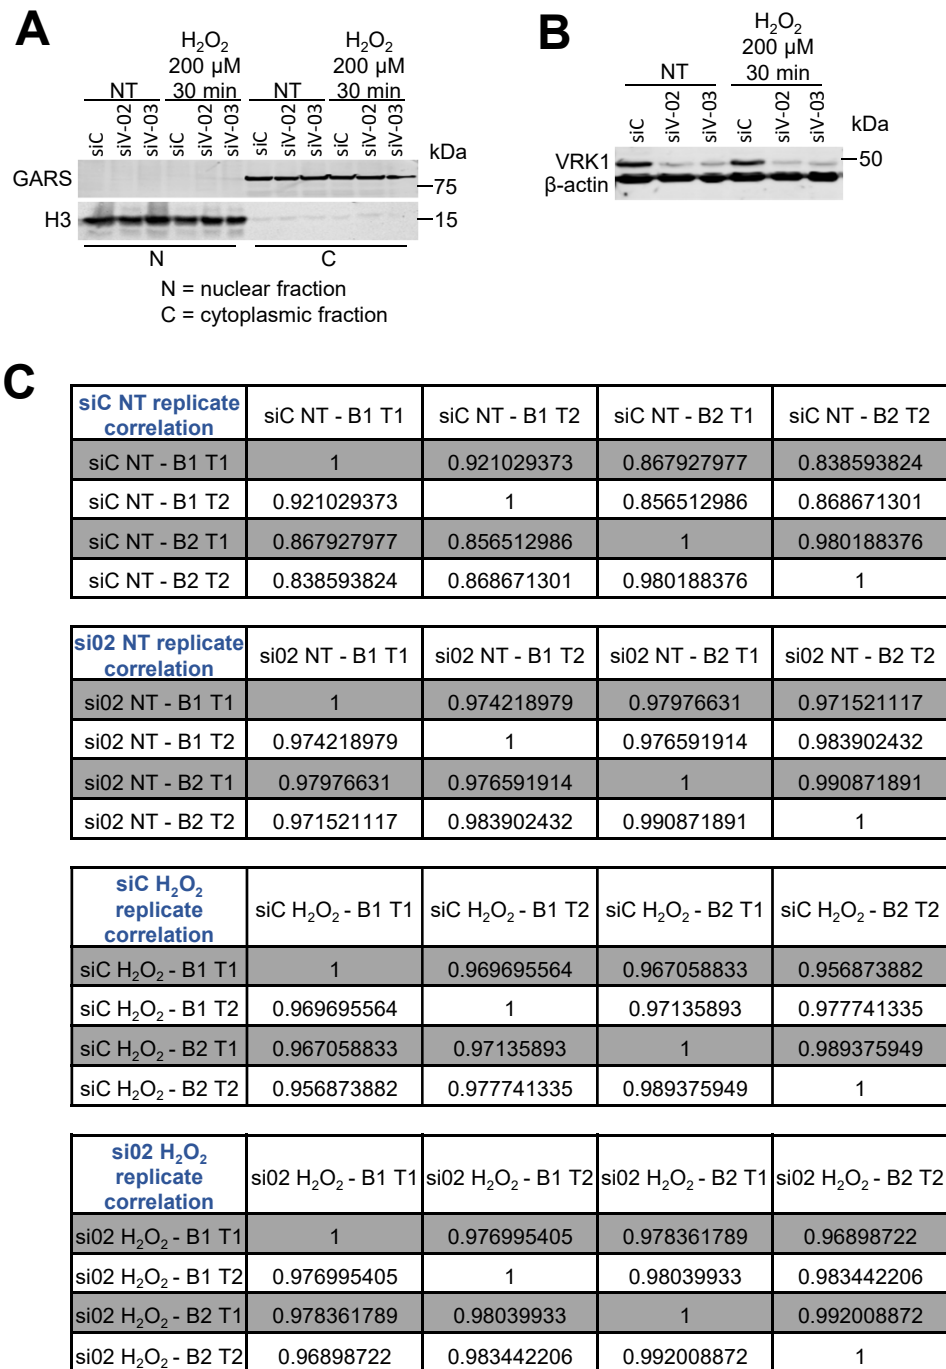 A
H₂O₂
200 µM
30 min
NT
H₂O₂
200 µM
30 min
NT
siC
siV-02
siV-03
siC
siV-02
siV-03
siC
siV-02
siV-03
siC
siV-02
siV-03
kDa
GARS
75
H3
15
N
C
N = nuclear fraction
C = cytoplasmic fraction
B
H₂O₂
200 µM
30 min
NT
siC
siV-02
siV-03
siC
siV-02
siV-03
kDa
VRK1
50
β-actin
C
siC NT replicate correlation siC NT - B1 T1 siC NT - B1 T2 siC NT - B2 T1 siC NT - B2 T2
siC NT - B1 T1 1 0.921029373 0.867927977 0.838593824
siC NT - B1 T2 0.921029373 1 0.856512986 0.868671301
siC NT - B2 T1 0.867927977 0.856512986 1 0.980188376
siC NT - B2 T2 0.838593824 0.868671301 0.980188376 1
si02 NT replicate correlation si02 NT - B1 T1 si02 NT - B1 T2 si02 NT - B2 T1 si02 NT - B2 T2
si02 NT - B1 T1 1 0.974218979 0.97976631 0.971521117
si02 NT - B1 T2 0.974218979 1 0.976591914 0.983902432
si02 NT - B2 T1 0.97976631 0.976591914 1 0.990871891
si02 NT - B2 T2 0.971521117 0.983902432 0.990871891 1
siC H₂O₂ replicate correlation siC H₂O₂ - B1 T1 siC H₂O₂ - B1 T2 siC H₂O₂ - B2 T1 siC H₂O₂ - B2 T2
siC H₂O₂ - B1 T1 1 0.969695564 0.967058833 0.956873882
siC H₂O₂ - B1 T2 0.969695564 1 0.97135893 0.977741335
siC H₂O₂ - B2 T1 0.967058833 0.97135893 1 0.989375949
siC H₂O₂ - B2 T2 0.956873882 0.977741335 0.989375949 1
si02 H₂O₂ replicate correlation si02 H₂O₂ - B1 T1 si02 H₂O₂ - B1 T2 si02 H₂O₂ - B2 T1 si02 H₂O₂ - B2 T2
si02 H₂O₂ - B1 T1 1 0.976995405 0.978361789 0.96898722
si02 H₂O₂ - B1 T2 0.976995405 1 0.98039933 0.983442206
si02 H₂O₂ - B2 T1 0.978361789 0.98039933 1 0.992008872
si02 H₂O₂ - B2 T2 0.96898722 0.983442206 0.992008872 1